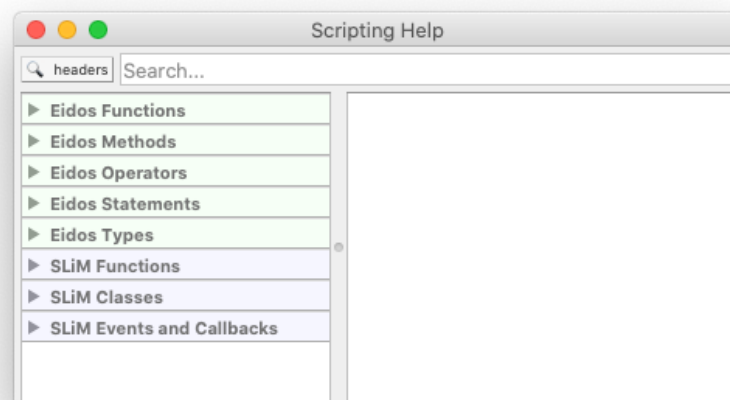 Scripting Help
headers
Search...
Eidos Functions
Eidos Methods
Eidos Operators
Eidos Statements
Eidos Types
SLiM Functions
SLiM Classes
SLiM Events and Callbacks